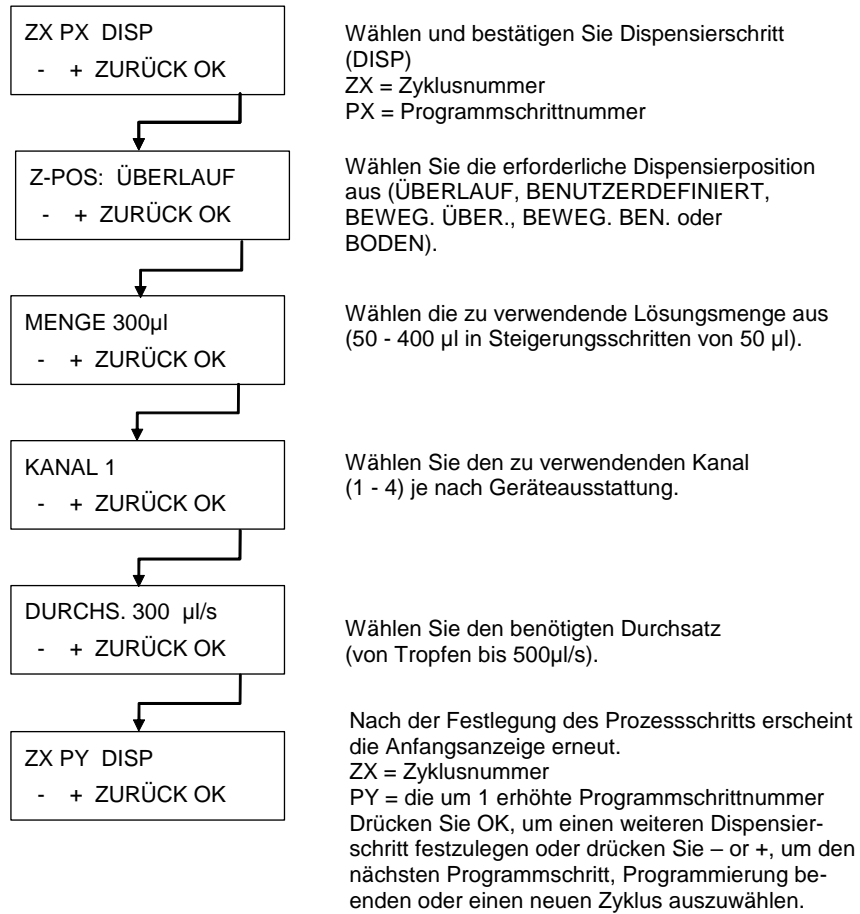 ZX PX DISP
- + ZURÜCK OK
Wählen und bestätigen Sie Dispensierschritt
(DISP)
ZX = Zyklusnummer
PX = Programmschrittnummer
Z-POS: ÜBERLAUF
- + ZURÜCK OK
Wählen Sie die erforderliche Dispensierposition
aus (ÜBERLAUF, BENUTZERDEFINIERT,
BEWEG. ÜBER., BEWEG. BEN. oder
BODEN).
MENGE 300µl
- + ZURÜCK OK
Wählen die zu verwendende Lösungsmenge aus
(50 - 400 µl in Steigerungsschritten von 50 µl).
KANAL 1
- + ZURÜCK OK
Wählen Sie den zu verwendenden Kanal
(1 - 4) je nach Geräteausstattung.
DURCHS. 300 µl/s
- + ZURÜCK OK
Wählen Sie den benötigten Durchsatz
(von Tropfen bis 500µl/s).
ZX PY DISP
- + ZURÜCK OK
Nach der Festlegung des Prozessschritts erscheint
die Anfangsanzeige erneut.
ZX = Zyklusnummer
PY = die um 1 erhöhte Programmschrittnummer
Drücken Sie OK, um einen weiteren Dispensier-
schritt festzulegen oder drücken Sie – or +, um den
nächsten Programmschritt, Programmierung be-
enden oder einen neuen Zyklus auszuwählen.